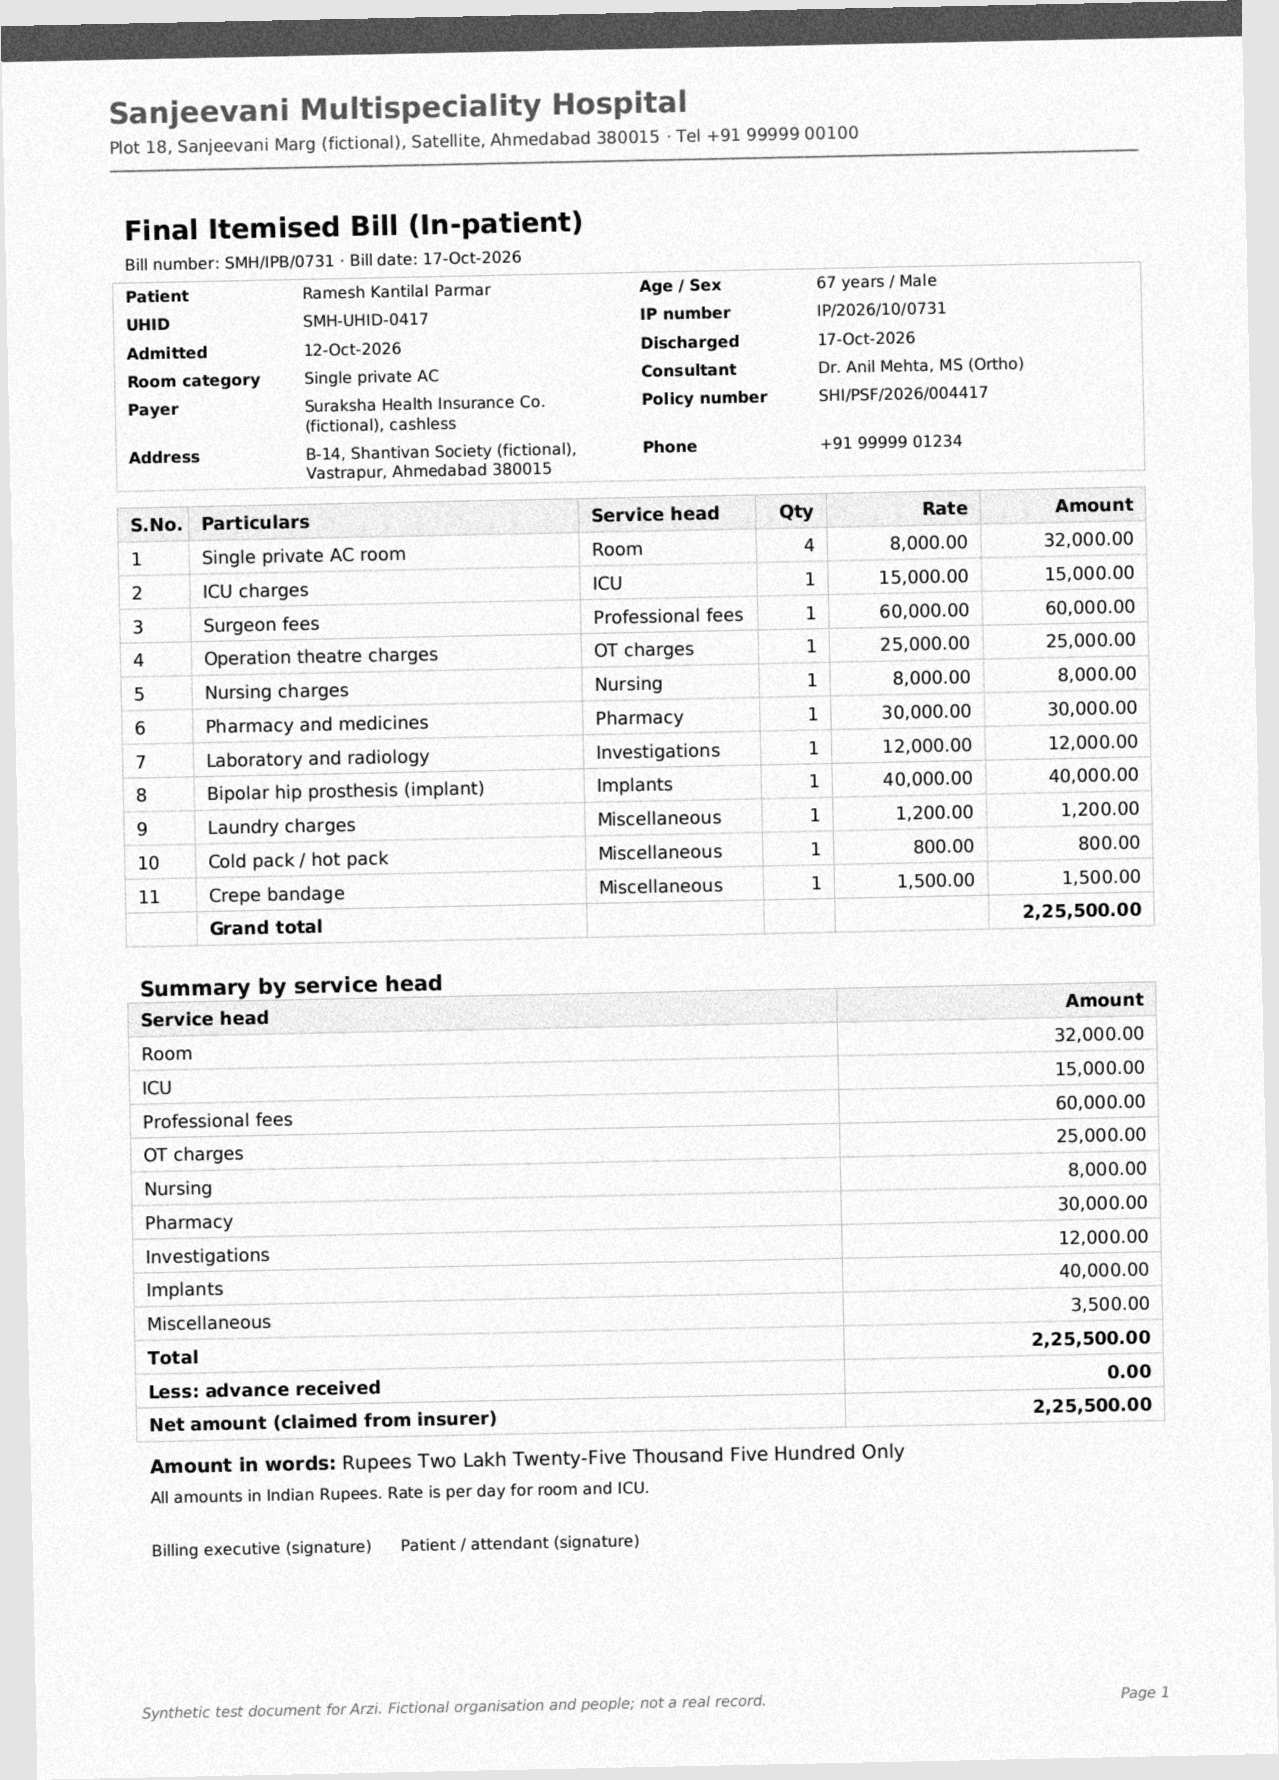 Sanjeevani Multispeciality Hospital
Plot 18, Sanjeevani Marg (fictional), Satellite, Ahmedabad 380015 · Tel +91 99999 00100
Final Itemised Bill (In-patient)
Bill number: SMH/IPB/0731 · Bill date: 17-Oct-2026
Patient Ramesh Kantilal Parmar Age / Sex 67 years / Male
UHID SMH-UHID-0417 IP number IP/2026/10/0731
Admitted 12-Oct-2026 Discharged 17-Oct-2026
Room category Single private AC Consultant Dr. Anil Mehta, MS (Ortho)
Payer Suraksha Health Insurance Co. Policy number SHI/PSF/2026/004417
(fictional), cashless
Address B-14, Shantivan Society (fictional), Phone +91 99999 01234
Vastrapur, Ahmedabad 380015
S.No. Particulars Service head Qty Rate Amount
1 Single private AC room Room 4 8,000.00 32,000.00
2 ICU charges ICU 1 15,000.00 15,000.00
3 Surgeon fees Professional fees 1 60,000.00 60,000.00
4 Operation theatre charges OT charges 1 25,000.00 25,000.00
5 Nursing charges Nursing 1 8,000.00 8,000.00
6 Pharmacy and medicines Pharmacy 1 30,000.00 30,000.00
7 Laboratory and radiology Investigations 1 12,000.00 12,000.00
8 Bipolar hip prosthesis (implant) Implants 1 40,000.00 40,000.00
9 Laundry charges Miscellaneous 1 1,200.00 1,200.00
10 Cold pack / hot pack Miscellaneous 1 800.00 800.00
11 Crepe bandage Miscellaneous 1 1,500.00 1,500.00
Grand total 2,25,500.00
Summary by service head
Service head Amount
Room 32,000.00
ICU 15,000.00
Professional fees 60,000.00
OT charges 25,000.00
Nursing 8,000.00
Pharmacy 30,000.00
Investigations 12,000.00
Implants 40,000.00
Miscellaneous 3,500.00
Total 2,25,500.00
Less: advance received 0.00
Net amount (claimed from insurer) 2,25,500.00
Amount in words: Rupees Two Lakh Twenty-Five Thousand Five Hundred Only
All amounts in Indian Rupees. Rate is per day for room and ICU.
Billing executive (signature) Patient / attendant (signature)
Synthetic test document for Arzi. Fictional organisation and people; not a real record. Page 1